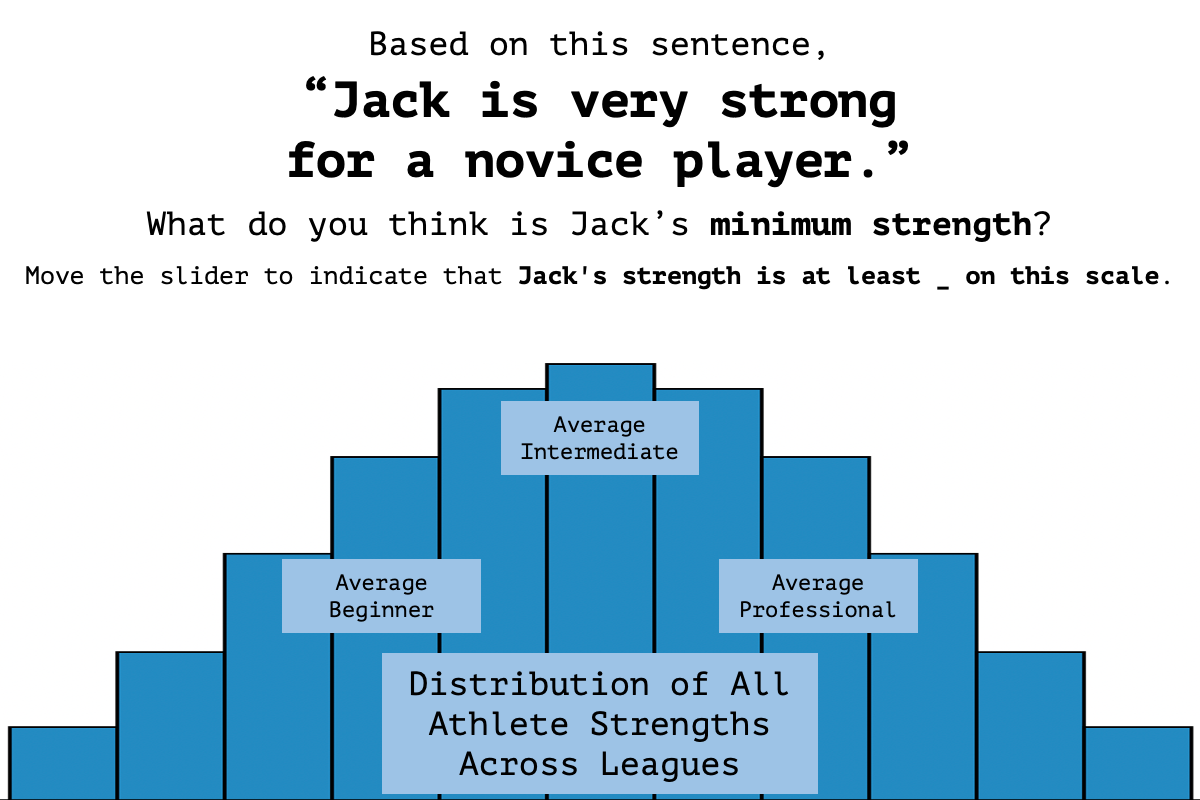 Based on this sentence,
“Jack is very strong
for a novice player.”
What do you think is Jack’s minimum strength?
Move the slider to indicate that Jack's strength is at least _ on this scale.
Average
Intermediate
Average
Beginner
Average
Professional
Distribution of All
Athlete Strengths
Across Leagues